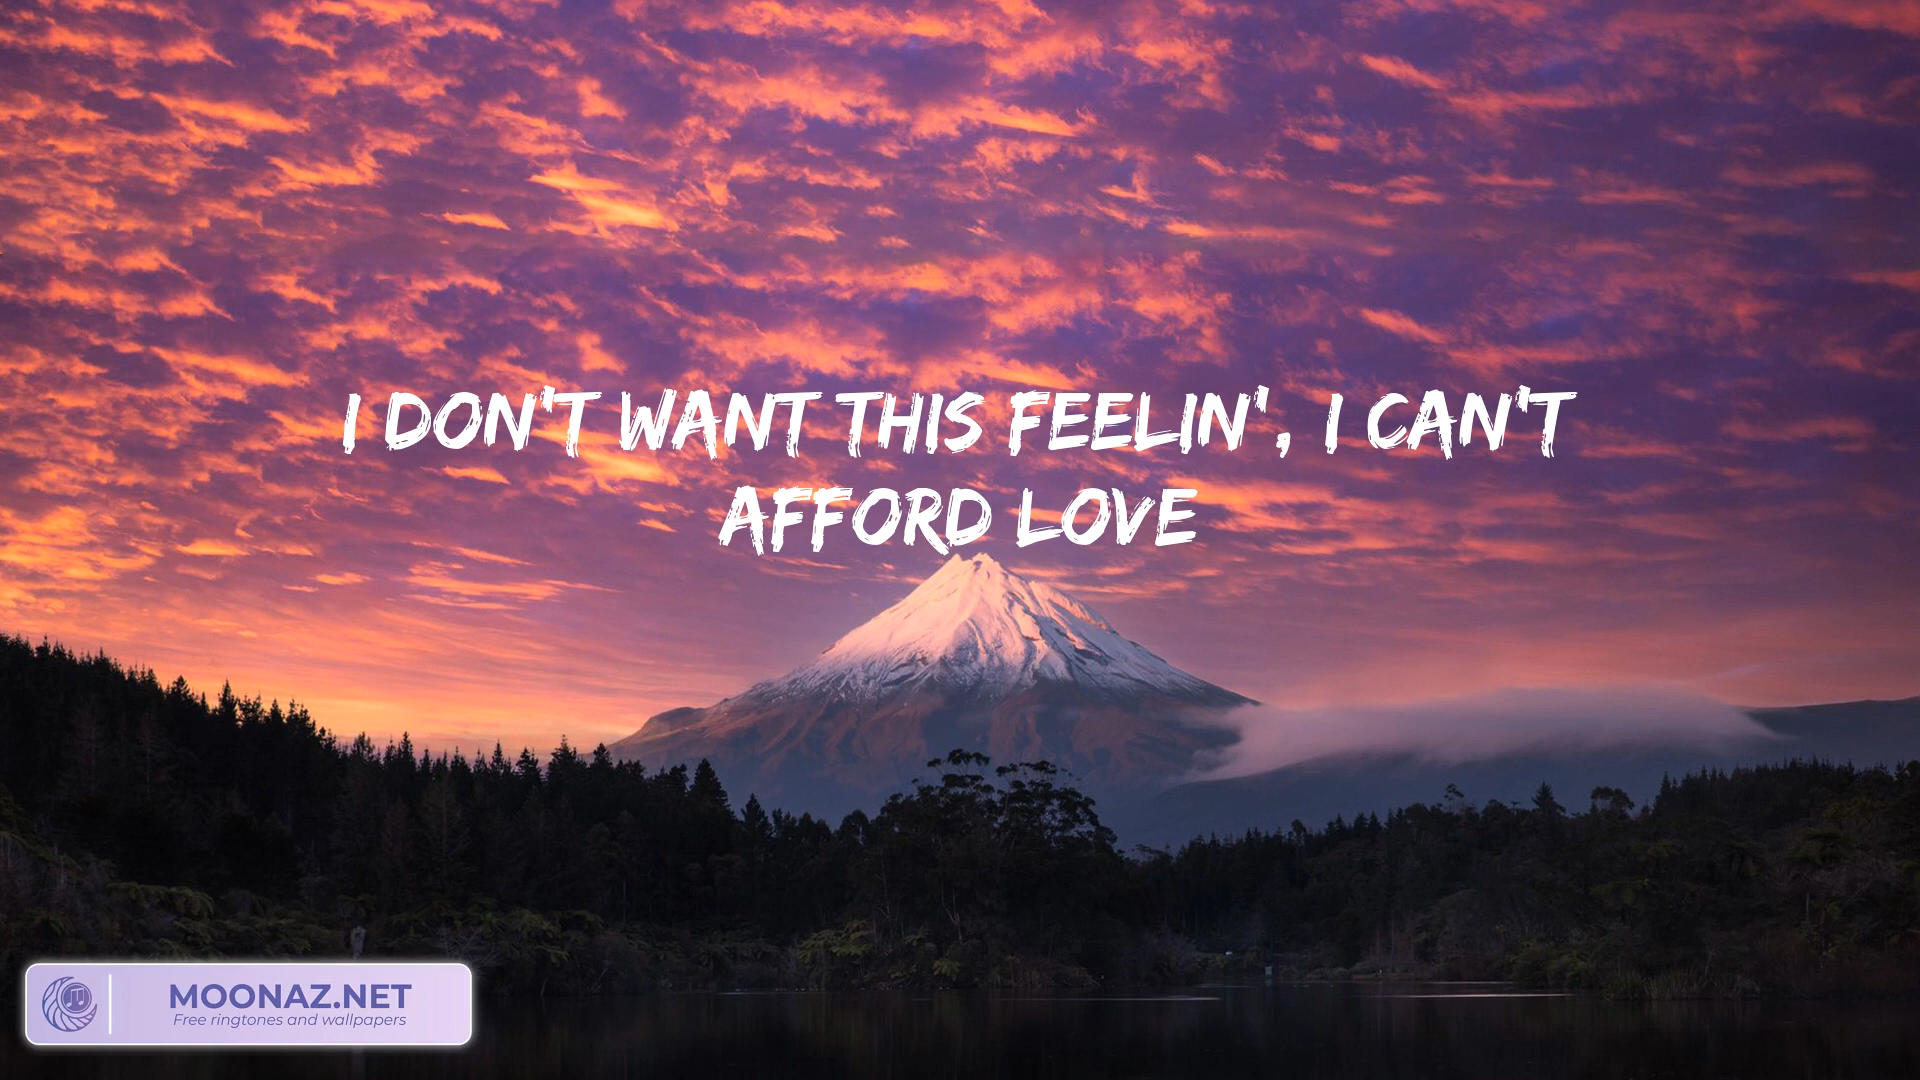 I DON'T WANT THIS FEELIN', I CAN'T
AFFORD LOVE
MOONAZ.NET
Free ringtones and wallpapers